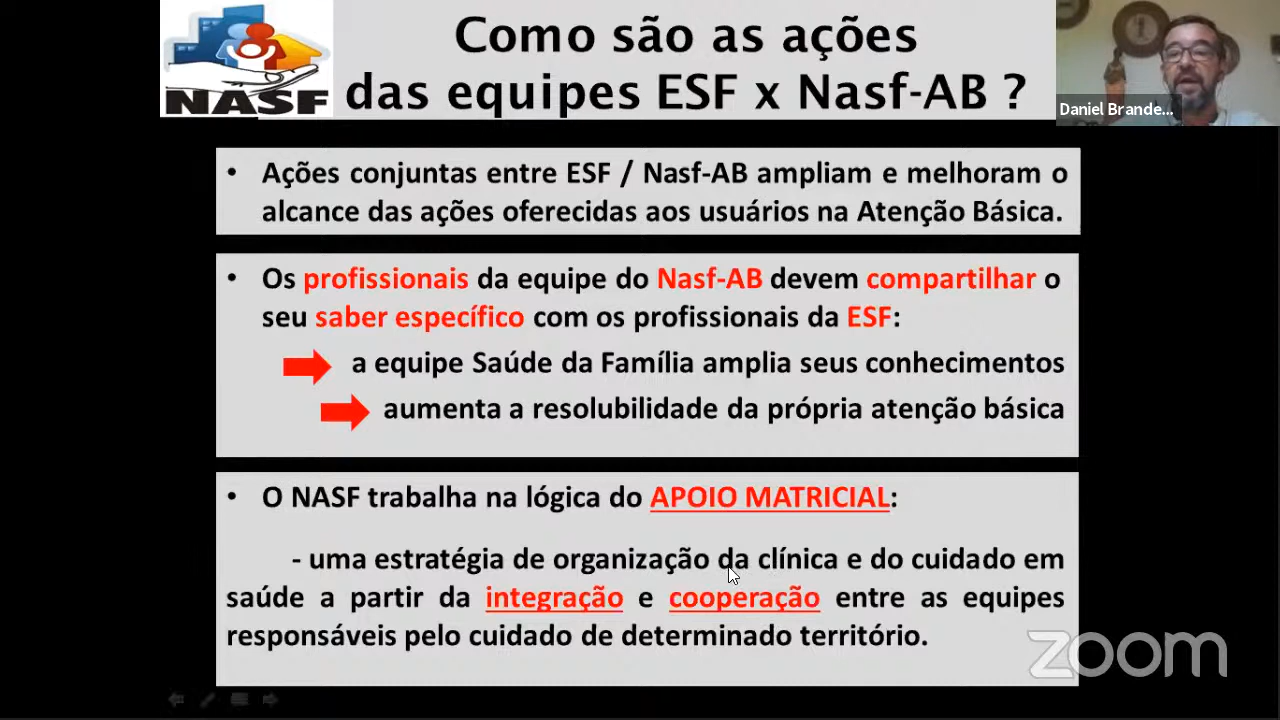 NASF
Como são as ações
das equipes ESF x Nasf-AB ?
Daniel Brande...
• Ações conjuntas entre ESF / Nasf-AB ampliam e melhoram o
alcance das ações oferecidas aos usuários na Atenção Básica.
• Os profissionais da equipe do Nasf-AB devem compartilhar o
seu saber específico com os profissionais da ESF:
a equipe Saúde da Família amplia seus conhecimentos
aumenta a resolubilidade da própria atenção básica
• O NASF trabalha na lógica do APOIO MATRICIAL:
- uma estratégia de organização da clínica e do cuidado em
saúde a partir da integração e cooperação entre as equipes
responsáveis pelo cuidado de determinado território.
zoom